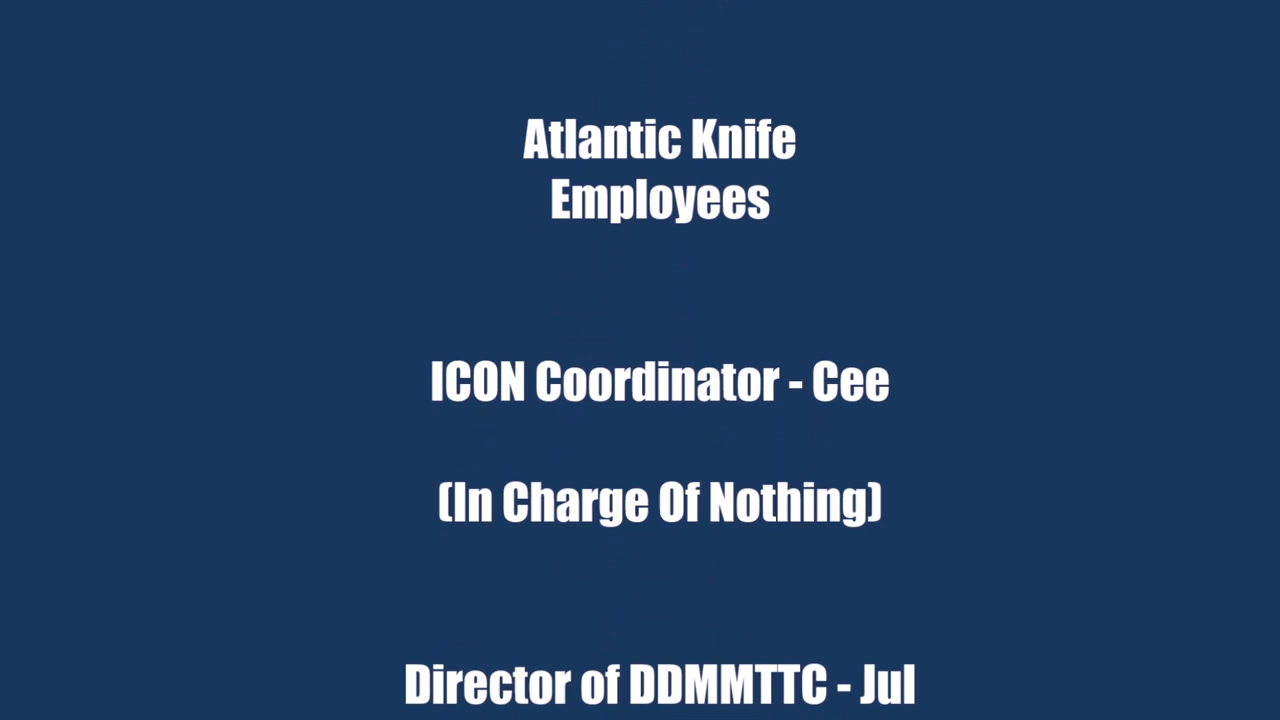 Atlantic Knife
Employees
ICON Coordinator - Cee
(In Charge Of Nothing)
Director of DDMMTTC - Jul